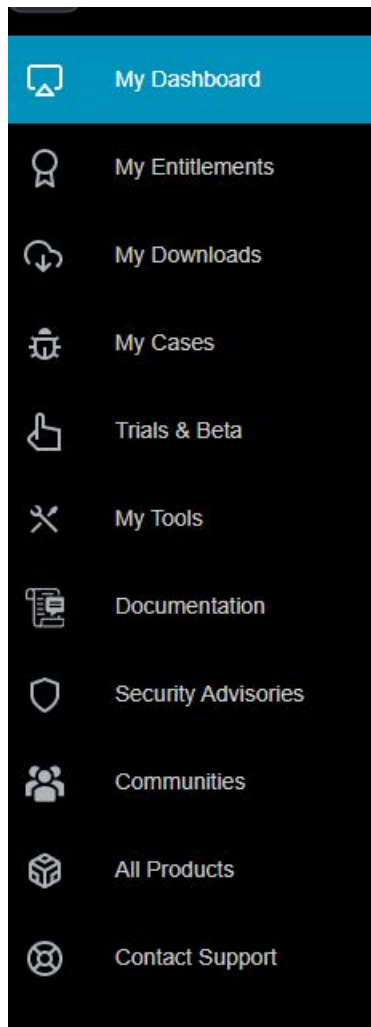 My Dashboard
My Entitlements
My Downloads
My Cases
Trials & Beta
My Tools
Documentation
Security Advisories
Communities
All Products
Contact Support